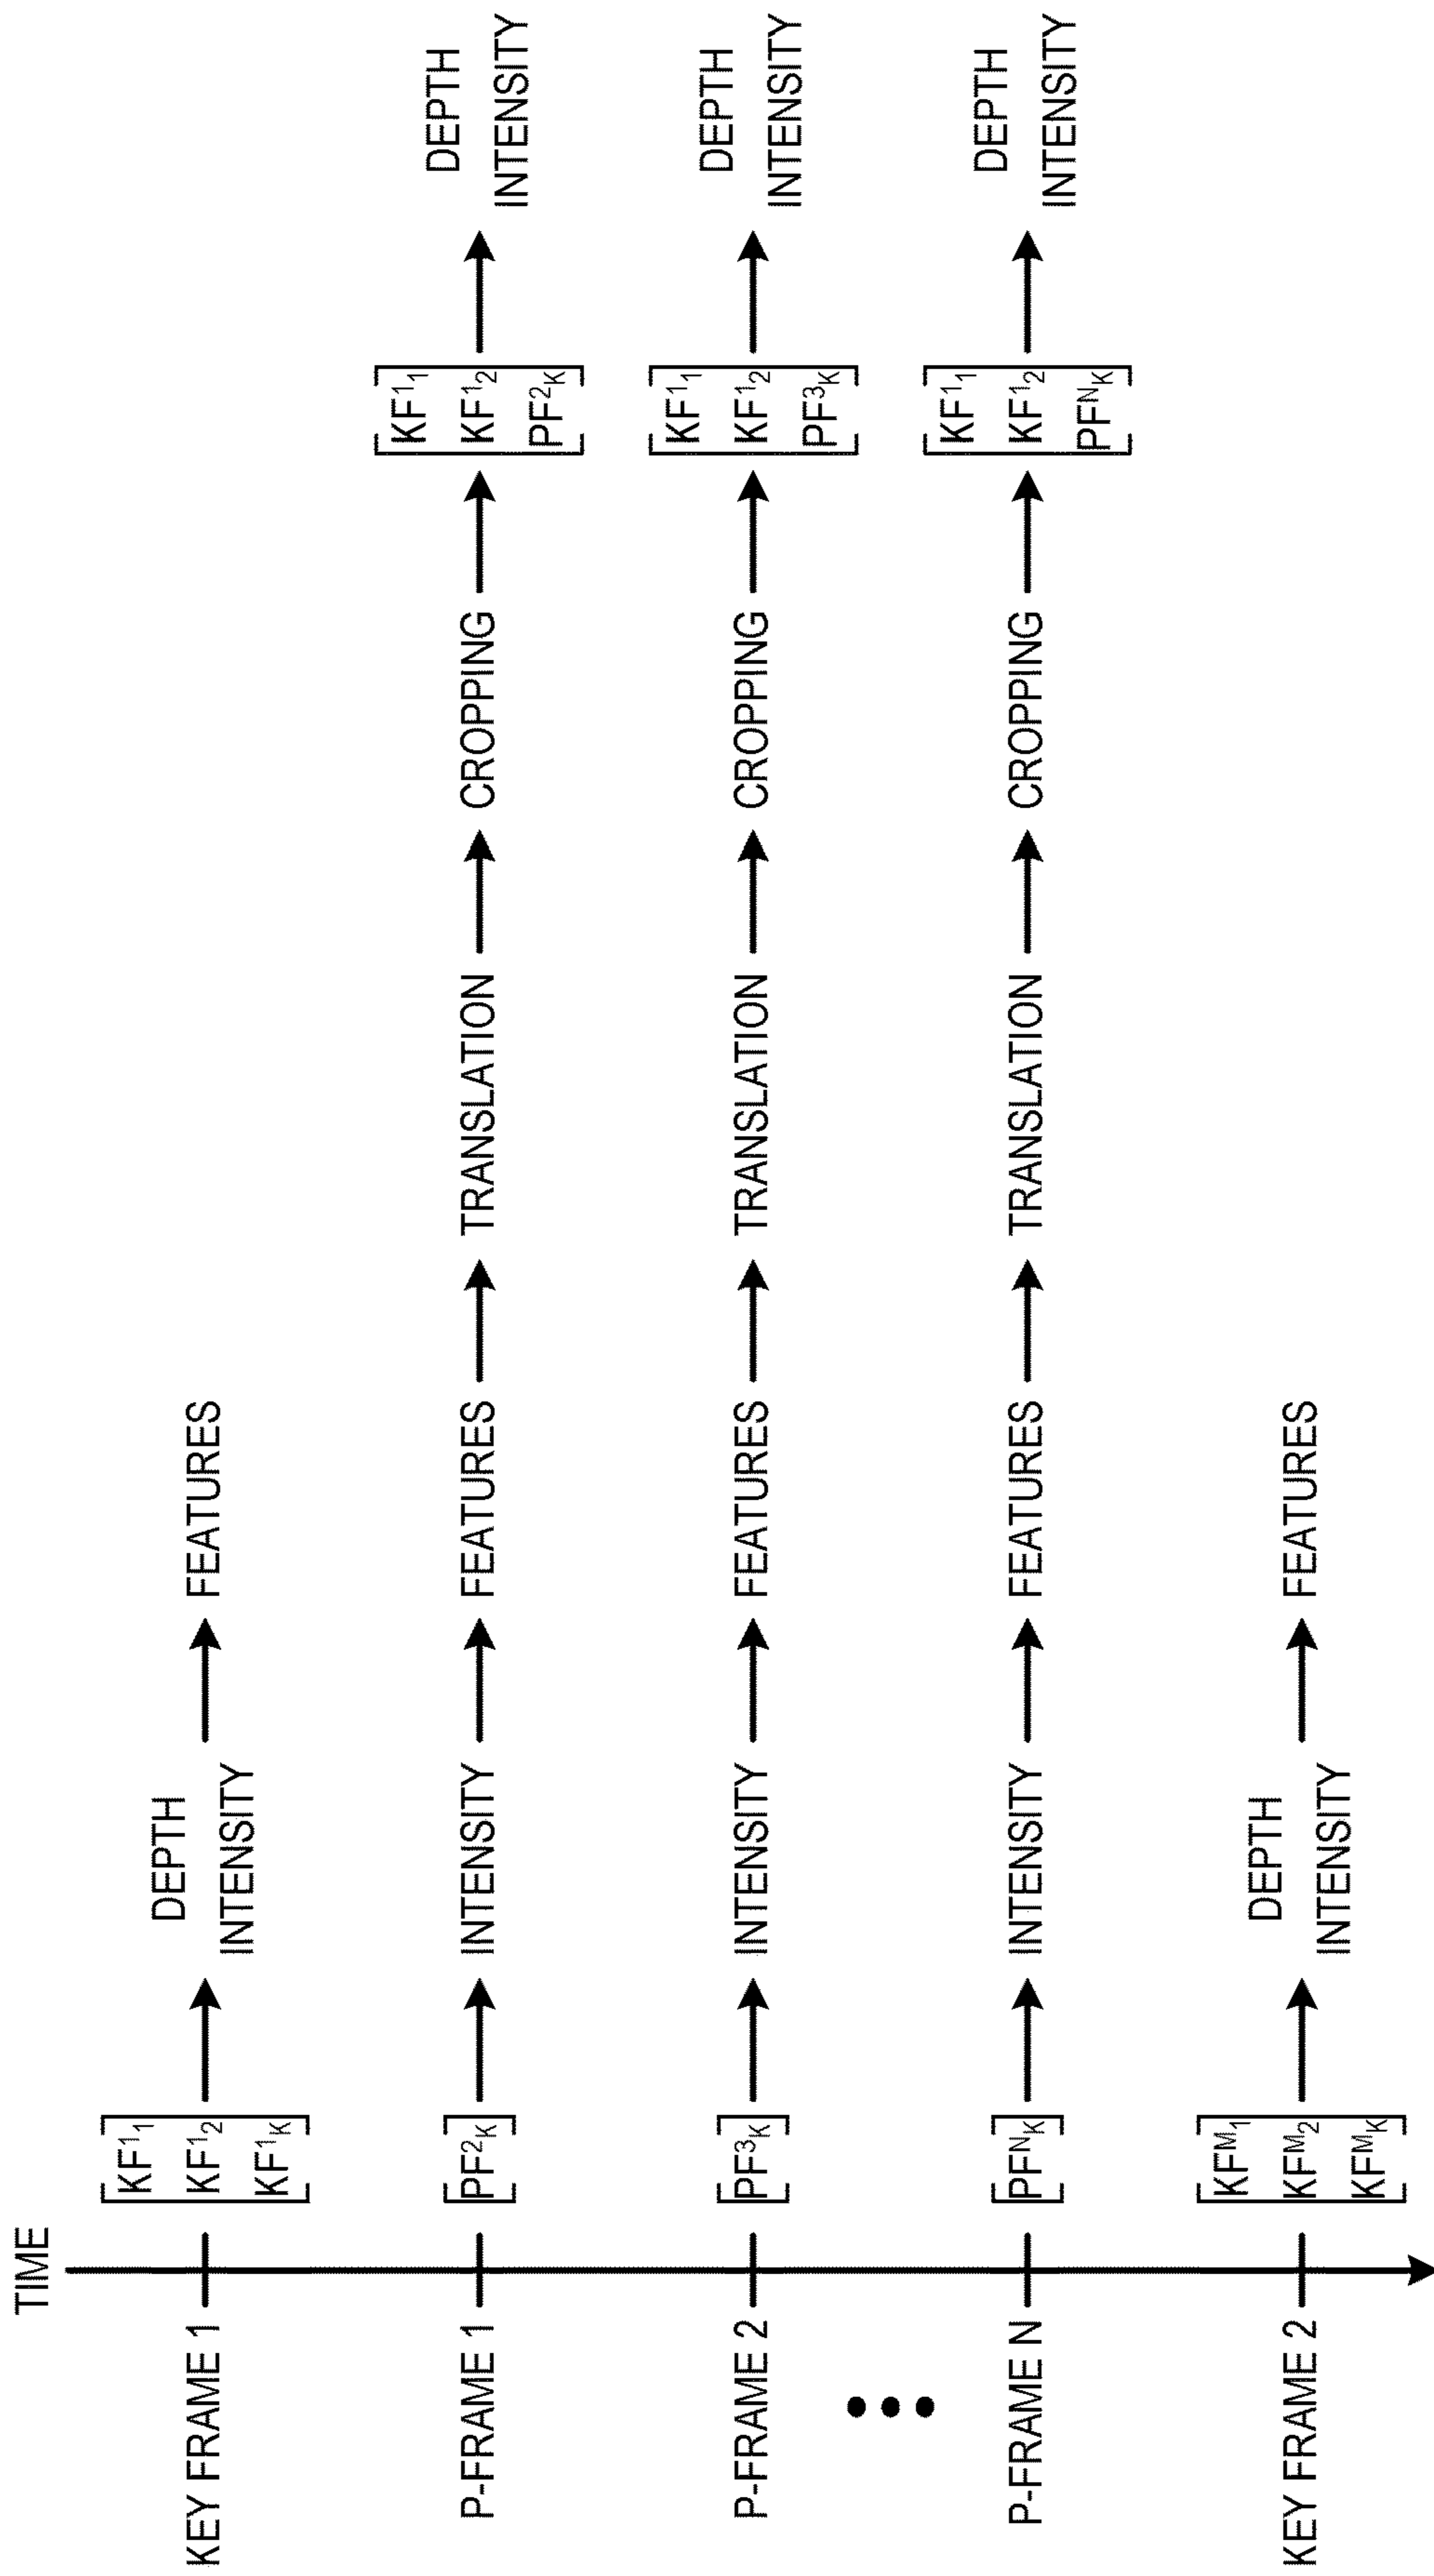 TIME
KEY FRAME 1
KF¹₁
KF¹₂
KF¹ₖ
DEPTH
INTENSITY
FEATURES
P-FRAME 1
PF²ₖ
INTENSITY
FEATURES
TRANSLATION
CROPPING
KF¹₁
KF¹₂
PF²ₖ
DEPTH
INTENSITY
P-FRAME 2
PF³ₖ
INTENSITY
FEATURES
TRANSLATION
CROPPING
KF¹₁
KF¹₂
PF³ₖ
DEPTH
INTENSITY
P-FRAME N
PFᴺₖ
INTENSITY
FEATURES
TRANSLATION
CROPPING
KF¹₁
KF¹₂
PFᴺₖ
DEPTH
INTENSITY
KEY FRAME 2
KFᴹ₁
KFᴹ₂
KFᴹₖ
DEPTH
INTENSITY
FEATURES